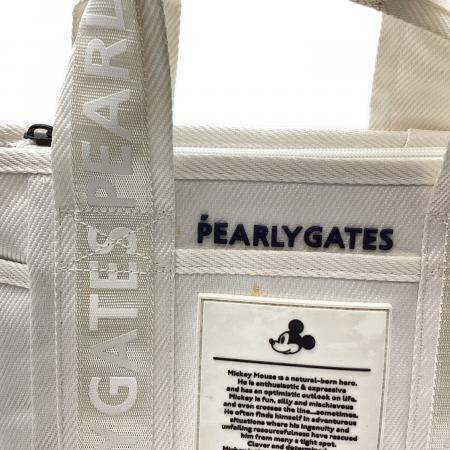 PEARLYGATES PEARL
PEARLYGATES
Mickey Mouse is a natural-born hero.
He is enthusiastic & expressive
and has an optimistic outlook on life.
Mickey is fun, silly and mischievous
and even crosses the line....sometimes.
He often finds himself in adventurous
situations where his ingenuity and
unfailing resourcefulness have rescued
him from many a tight spot.
Clever and determined